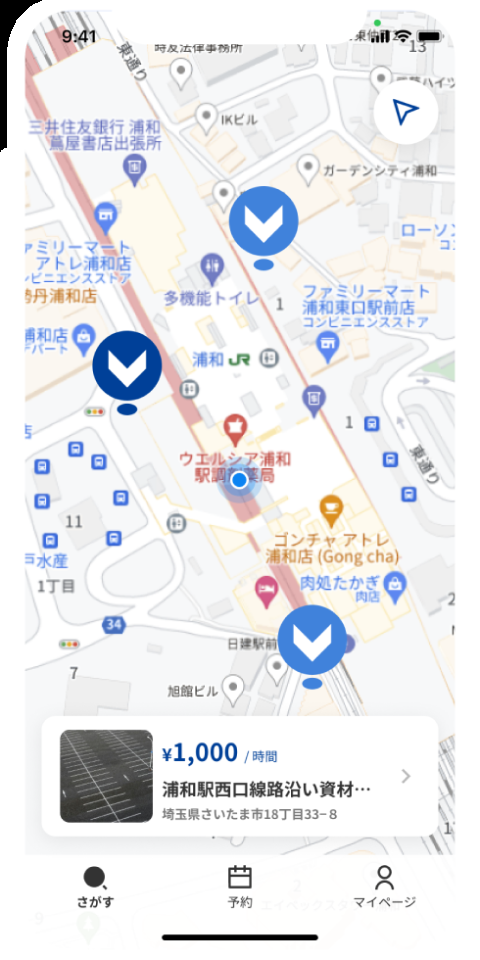 9:41
時友法律事務所
13
東通り
IKビル
三井住友銀行 浦和
蔦屋書店出張所
ガーデンシティ浦和
ローソン
ァミリーマート
アトレ浦和店
ンビニエンスストア
勢丹浦和店
多機能トイレ
1
ファミリーマート
浦和東口駅前店
コンビニエンスストア
浦和店
デパート
浦和 JR
1
ウエルシア浦和
東通り
11
ゴンチャ アトレ
浦和店 (Gong cha)
戸水産
1丁目
肉処たかぎ
肉店
34
日建駅前
7
旭館ビル
¥1,000 / 時間
浦和駅西口線路沿い資材…
埼玉県さいたま市18丁目33−8
さがす
予約
マイページ